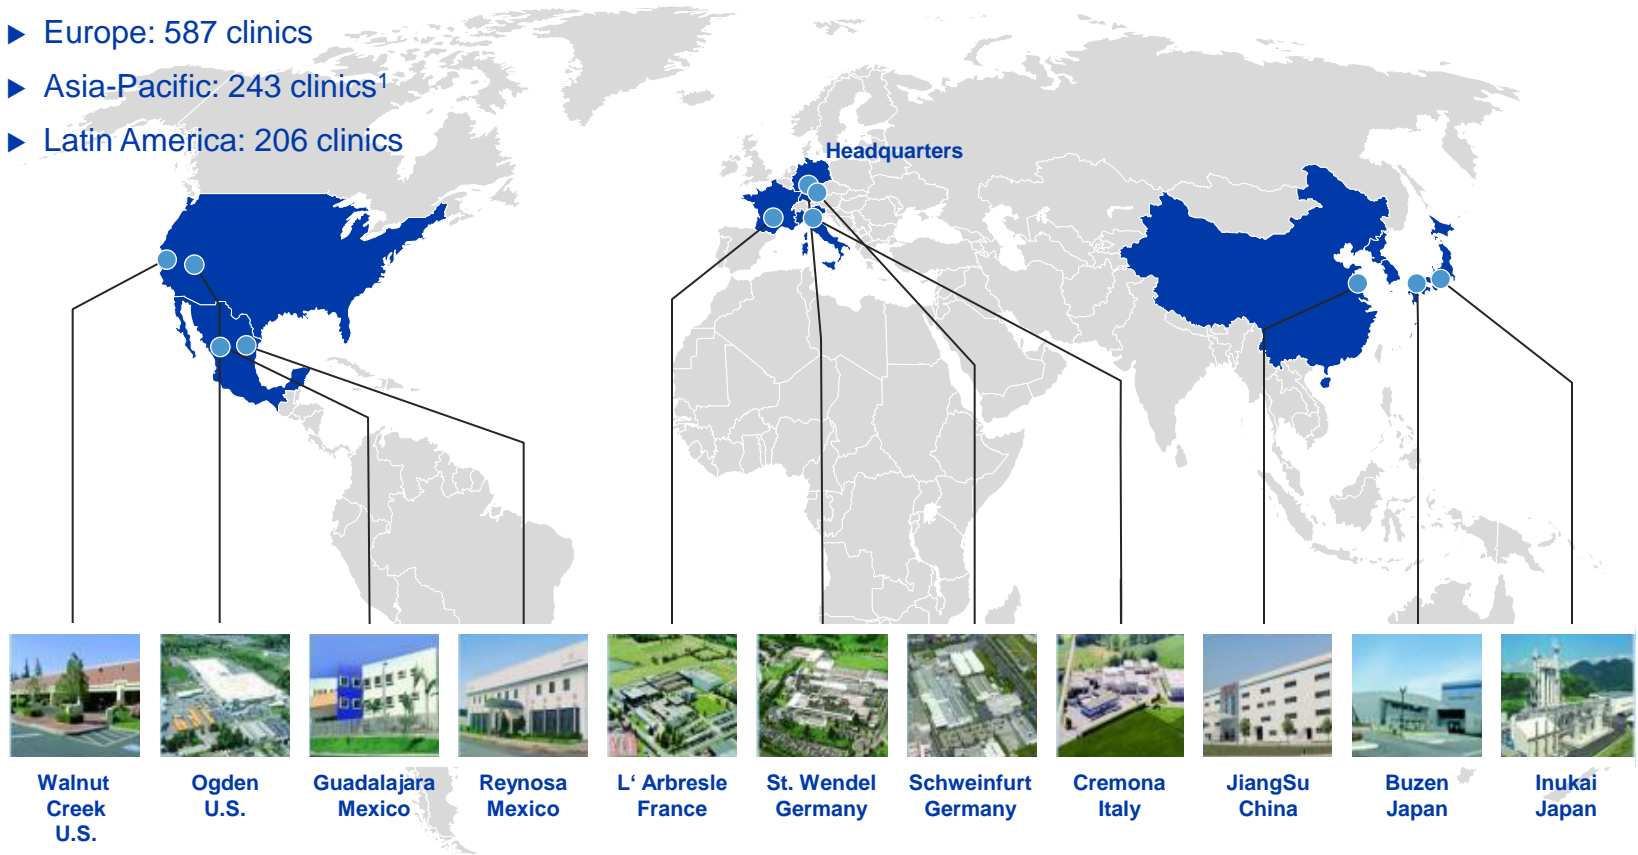 ► Europe: 587 clinics
► Asia-Pacific: 243 clinics¹
► Latin America: 206 clinics
Headquarters
Walnut
Creek
U.S.
Ogden
U.S.
Guadalajara
Mexico
Reynosa
Mexico
L‘ Arbresle
France
St. Wendel
Germany
Schweinfurt
Germany
Cremona
Italy
JiangSu
China
Buzen
Japan
Inukai
Japan